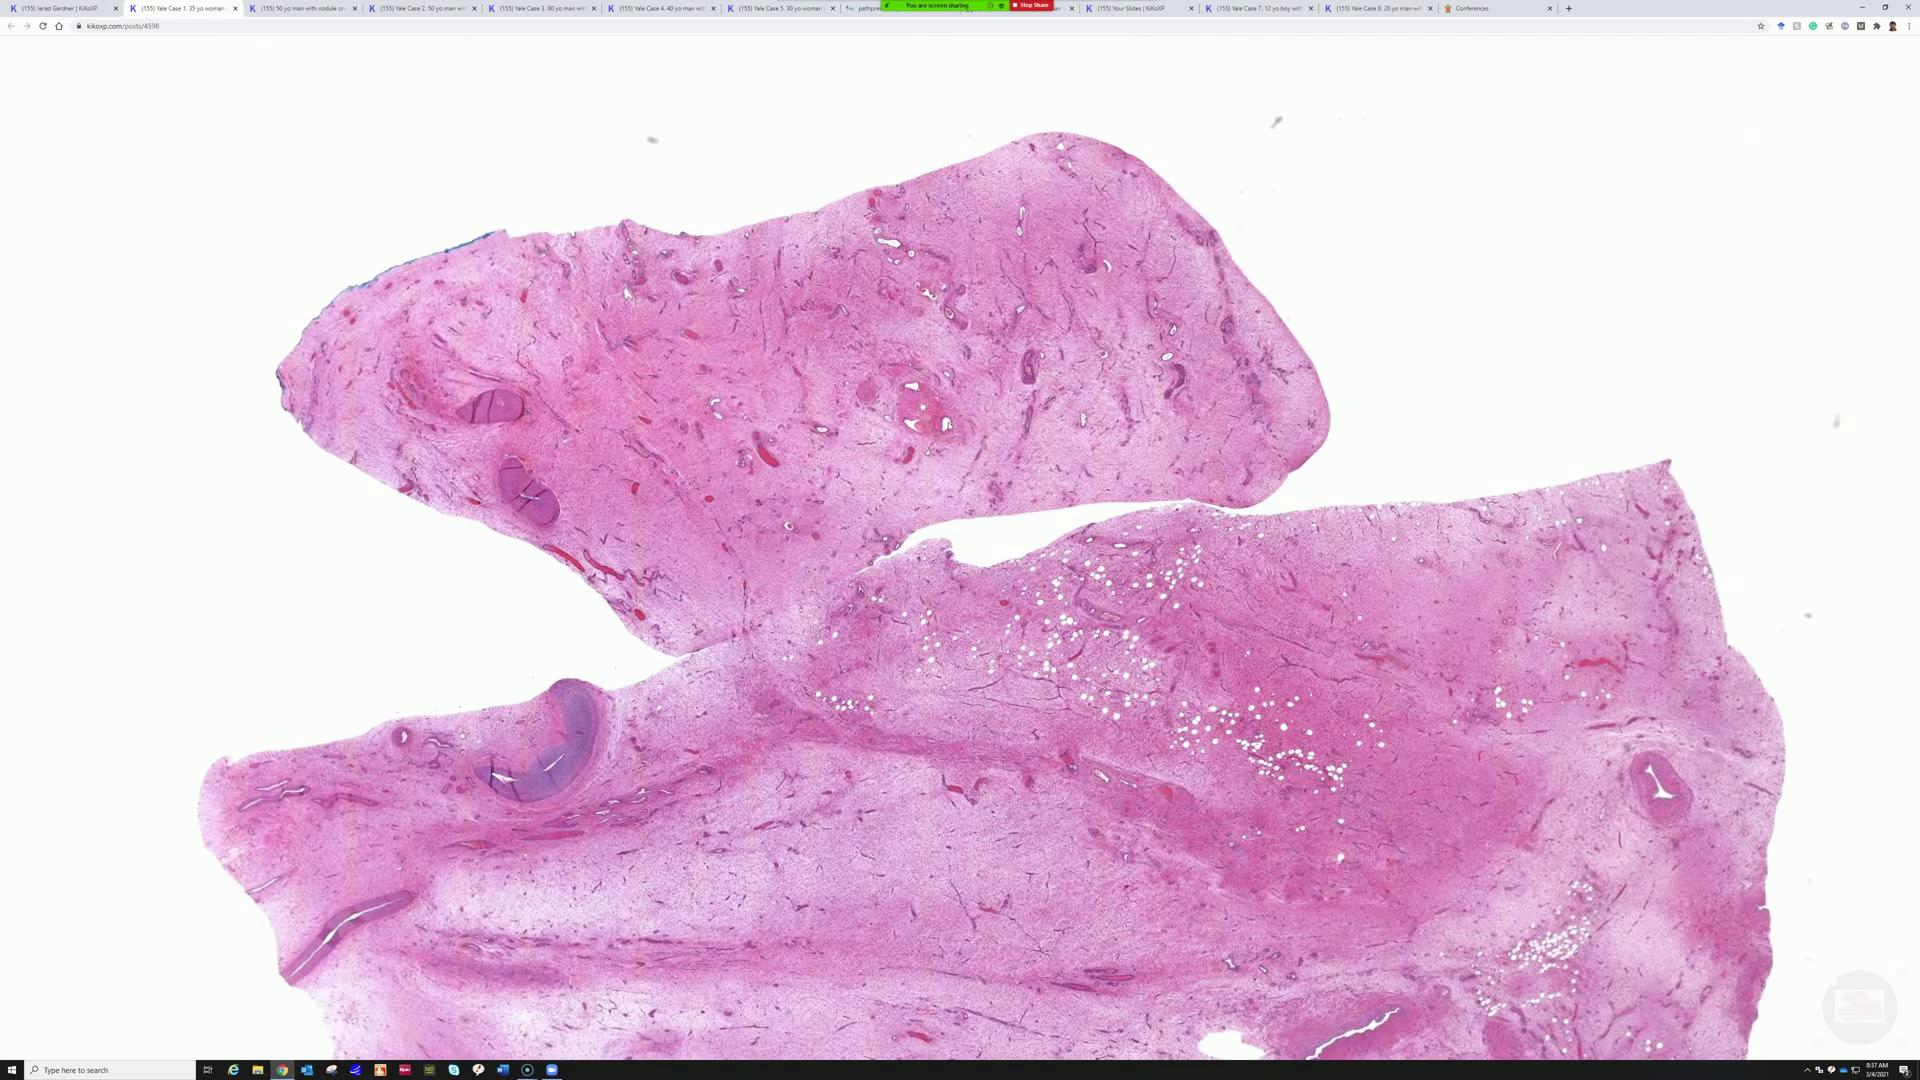 (155) Jerad Gardner | KiKoXP
(155) Yale Case 1. 35 yo woman
(155) 50 yo man with nodule on
(155) Yale Case 2. 50 yo man wit
(155) Yale Case 3. 60 yo man wit
(155) Yale Case 4. 40 yo man wit
(155) Yale Case 5. 30 yo woman
pathpre
You are screen sharing
Stop Share
(155) Your Slides | KiKoXP
(155) Yale Case 7. 12 yo boy with
(155) Yale Case 8. 20 yo man with
Conferences
kikoxp.com/posts/4598
Type here to search
8:37 AM
3/4/2021